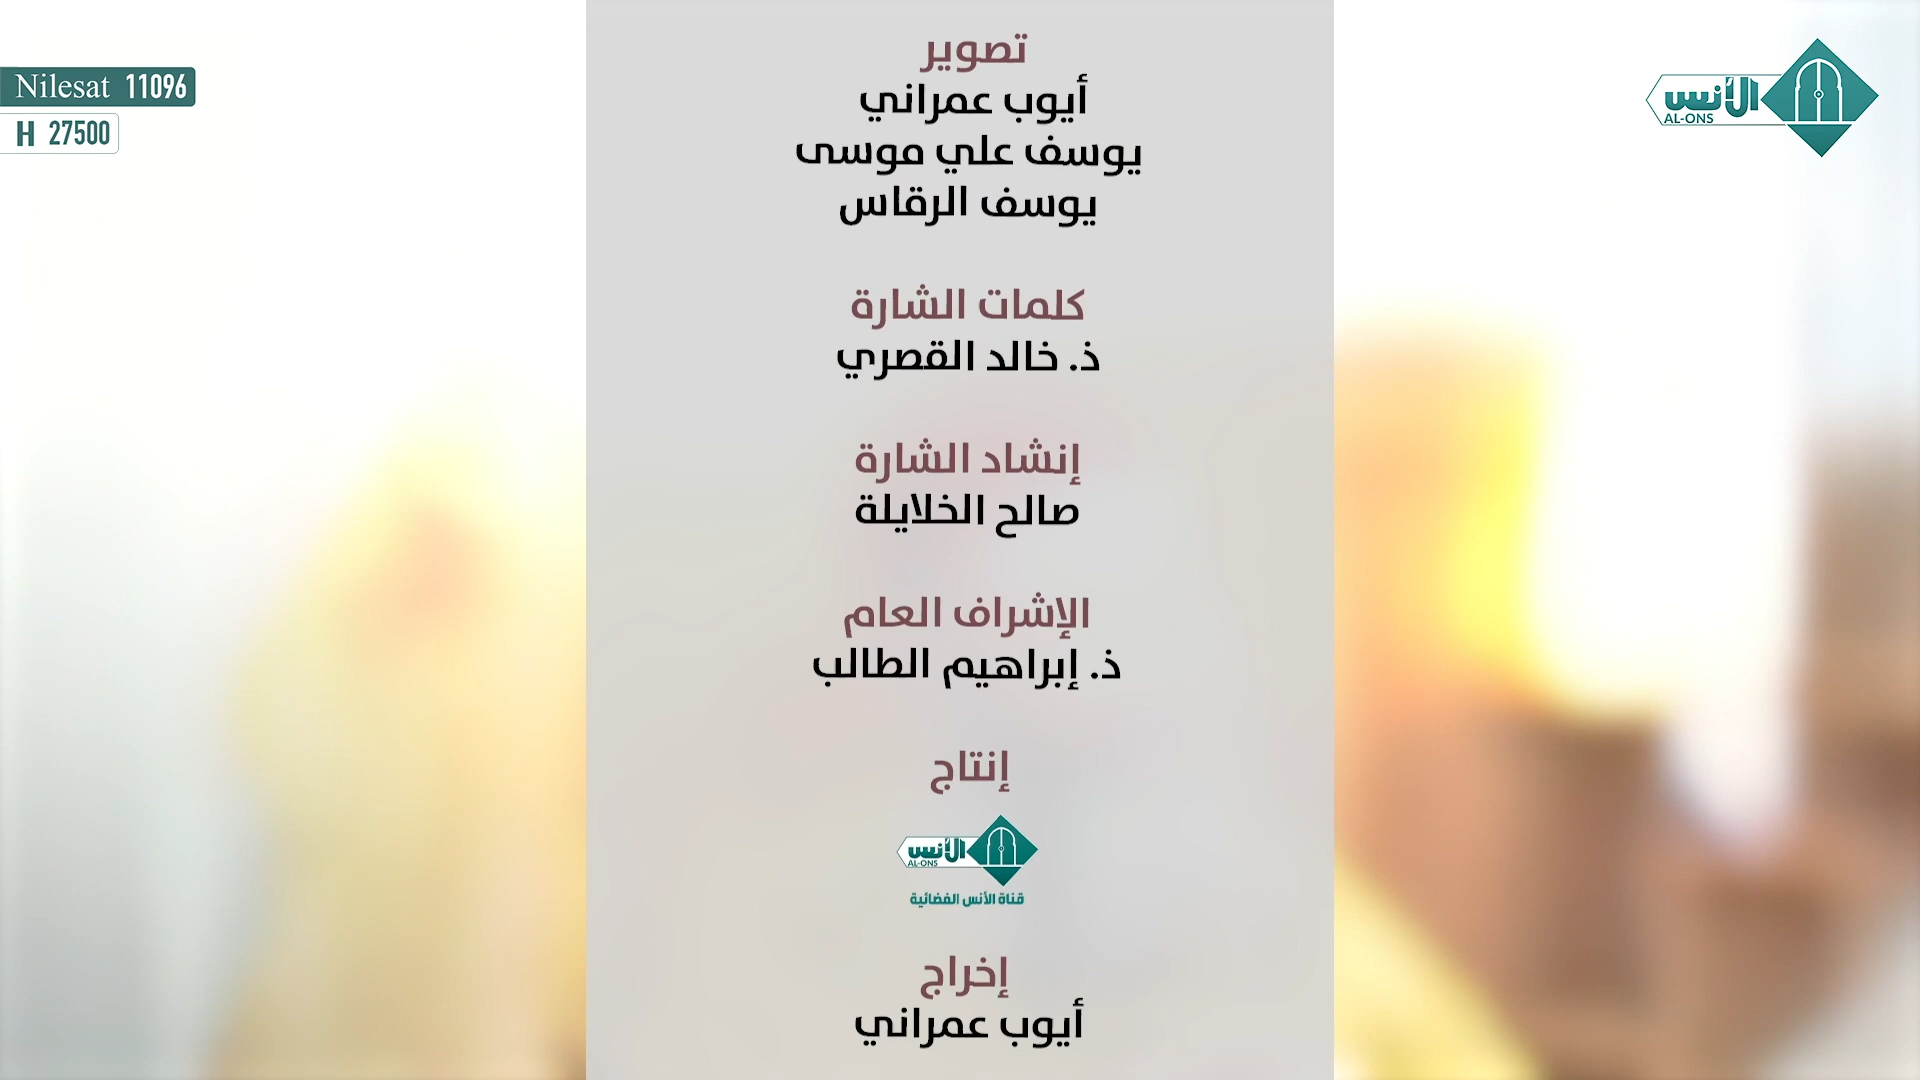 Nilesat 11096
H 27500
الأنس
AL-ONS
تصوير
أيوب عمراني
يوسف علي موسى
يوسف الرقاس
كلمات الشارة
ذ. خالد القصري
إنشاد الشارة
صالح الخلايلة
الإشراف العام
ذ. إبراهيم الطالب
إنتاج
الأنس
AL-ONS
قناة الأنس الفضائية
إخراج
أيوب عمراني